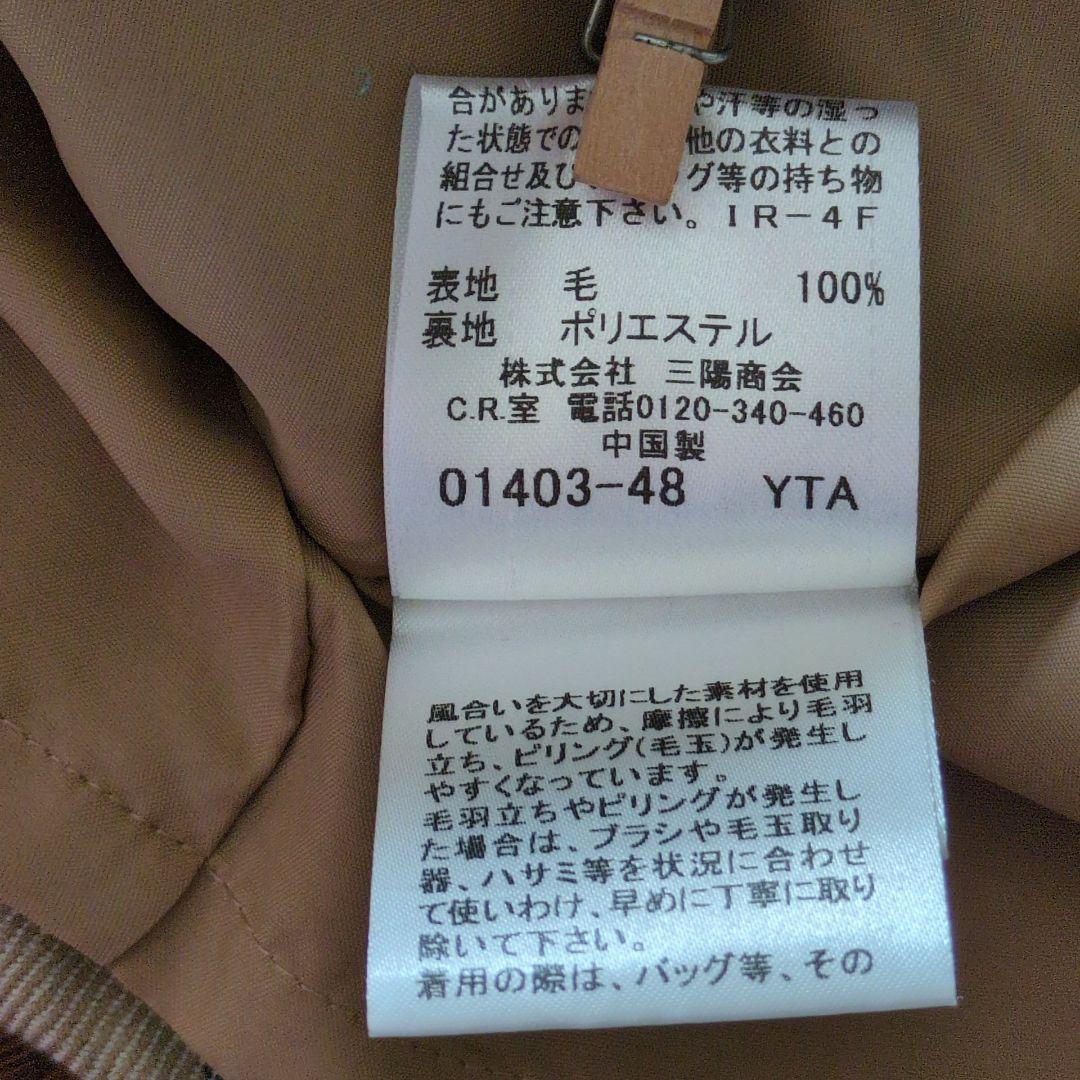 合がありま や汗等の湿っ
た状態での 他の衣料との
組合せ及び グ等の持ち物
にもご注意下さい。IR-4F
表地 毛 100%
裏地 ポリエステル
株式会社 三陽商会
C.R.室 電話0120-340-460
中国製
01403-48 YTA
風合いを大切にした素材を使用
しているため、摩擦により毛羽
立ち、ピリング(毛玉)が発生し
やすくなっています。
毛羽立ちやピリングが発生し
た場合は、ブラシや毛玉取り
器、ハサミ等を状況に合わせ
て使いわけ、早めに丁寧に取り
除いて下さい。
着用の際は、バッグ等、その